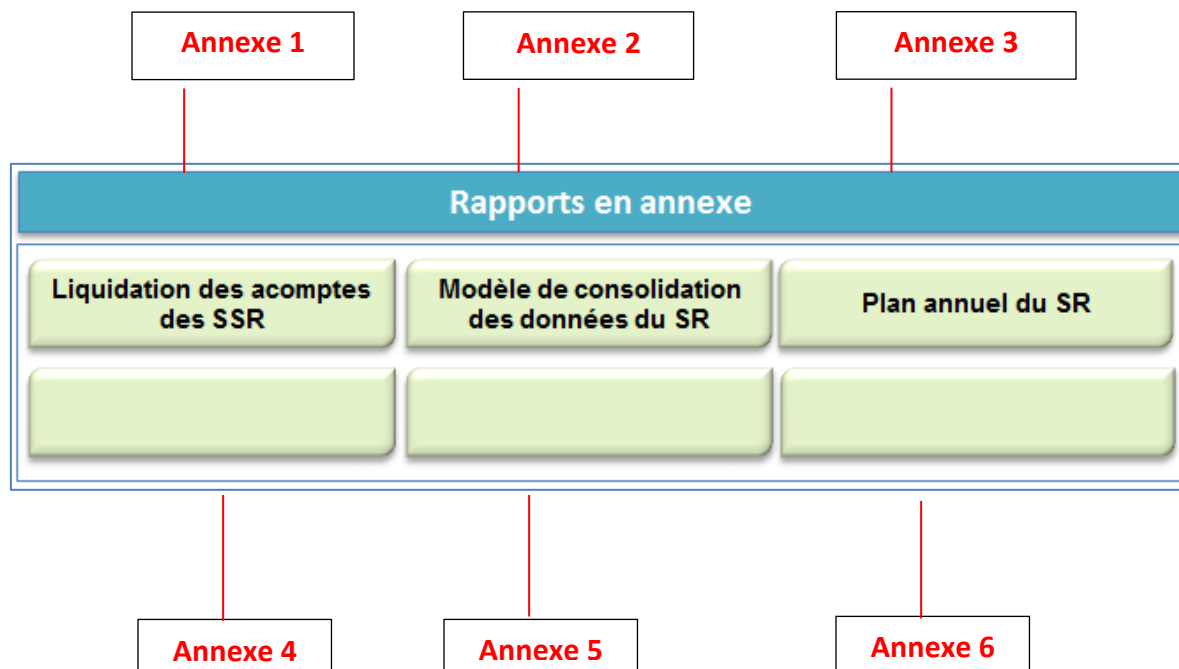 Annexe 1
Annexe 2
Annexe 3
Rapports en annexe
Liquidation des acomptes
des SSR
Modèle de consolidation
des données du SR
Plan annuel du SR
Annexe 4
Annexe 5
Annexe 6